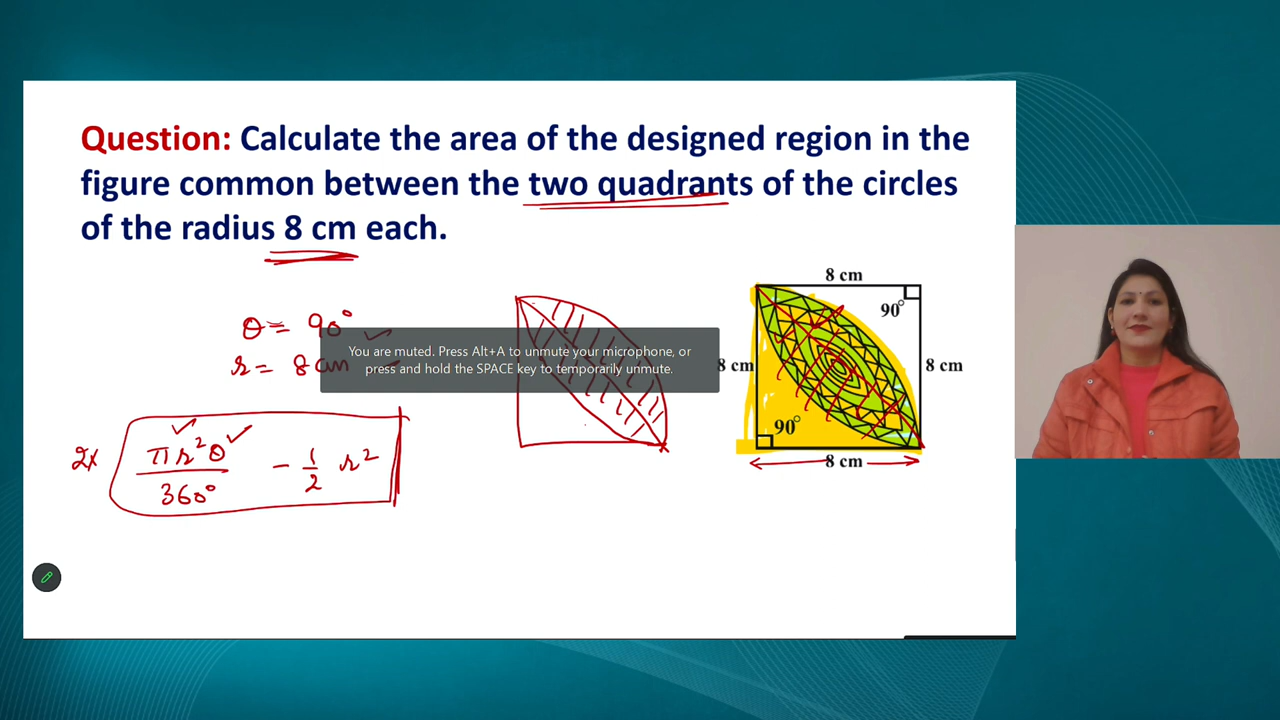 Question: Calculate the area of the designed region in the
figure common between the two quadrants of the circles
of the radius 8 cm each.
θ = 90°
r = 8 cm
You are muted. Press Alt+A to unmute your microphone, or
press and hold the SPACE key to temporarily unmute.
2x πr²θ/360° - 1/2 r²
8 cm
90°
8 cm
8 cm
90°
8 cm